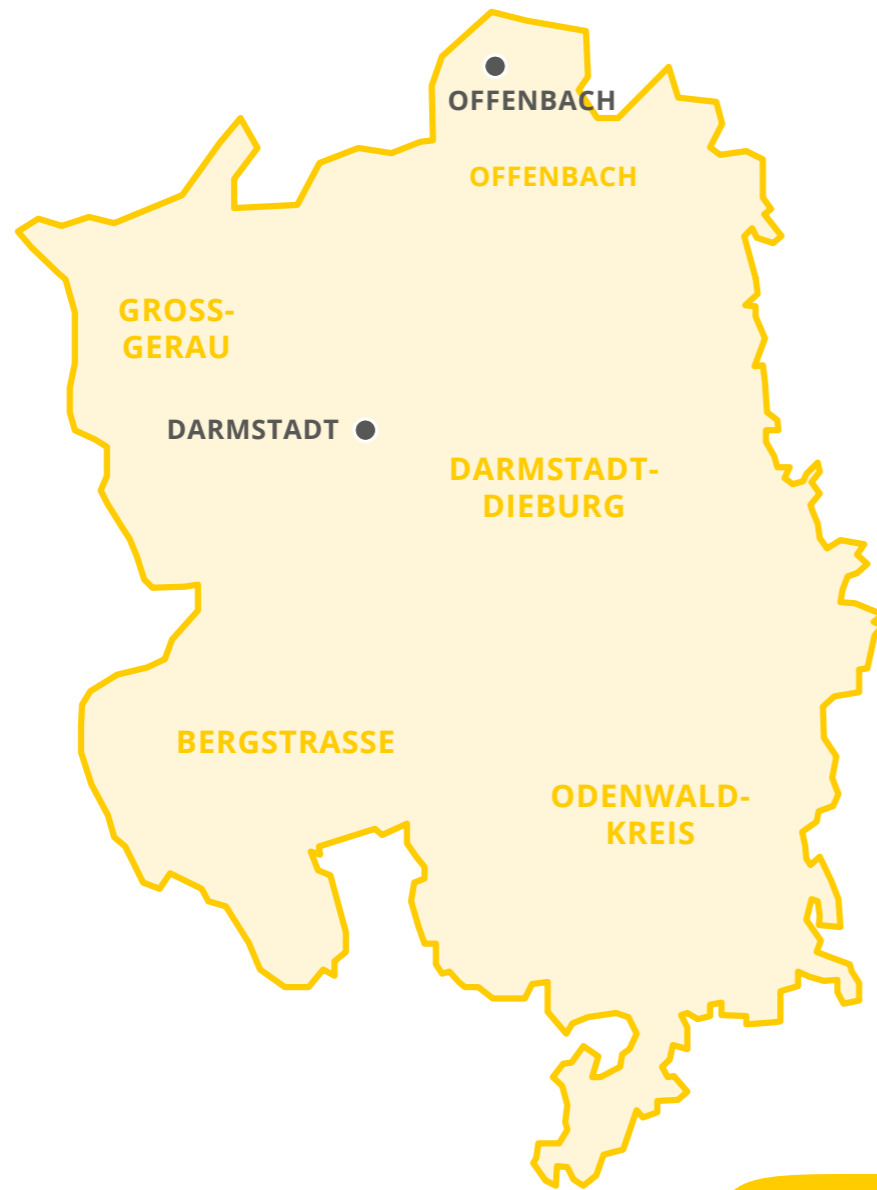 OFFENBACH
OFFENBACH
GROSS-
GERAU
DARMSTADT
DARMSTADT-
DIEBURG
BERGSTRASSE
ODENWALD-
KREIS